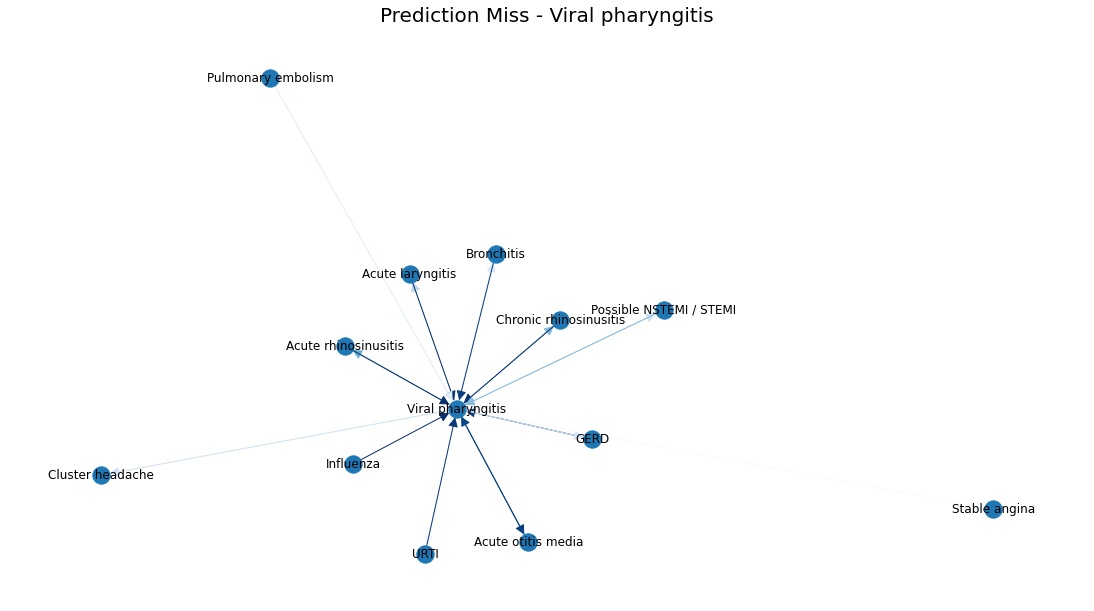 Prediction Miss - Viral pharyngitis
Pulmonary embolism
Bronchitis
Acute laryngitis
Possible NSTEMI / STEMI
Chronic rhinosinusitis
Acute rhinosinusitis
Viral pharyngitis
GERD
Influenza
Cluster headache
Stable angina
Acute otitis media
URTI